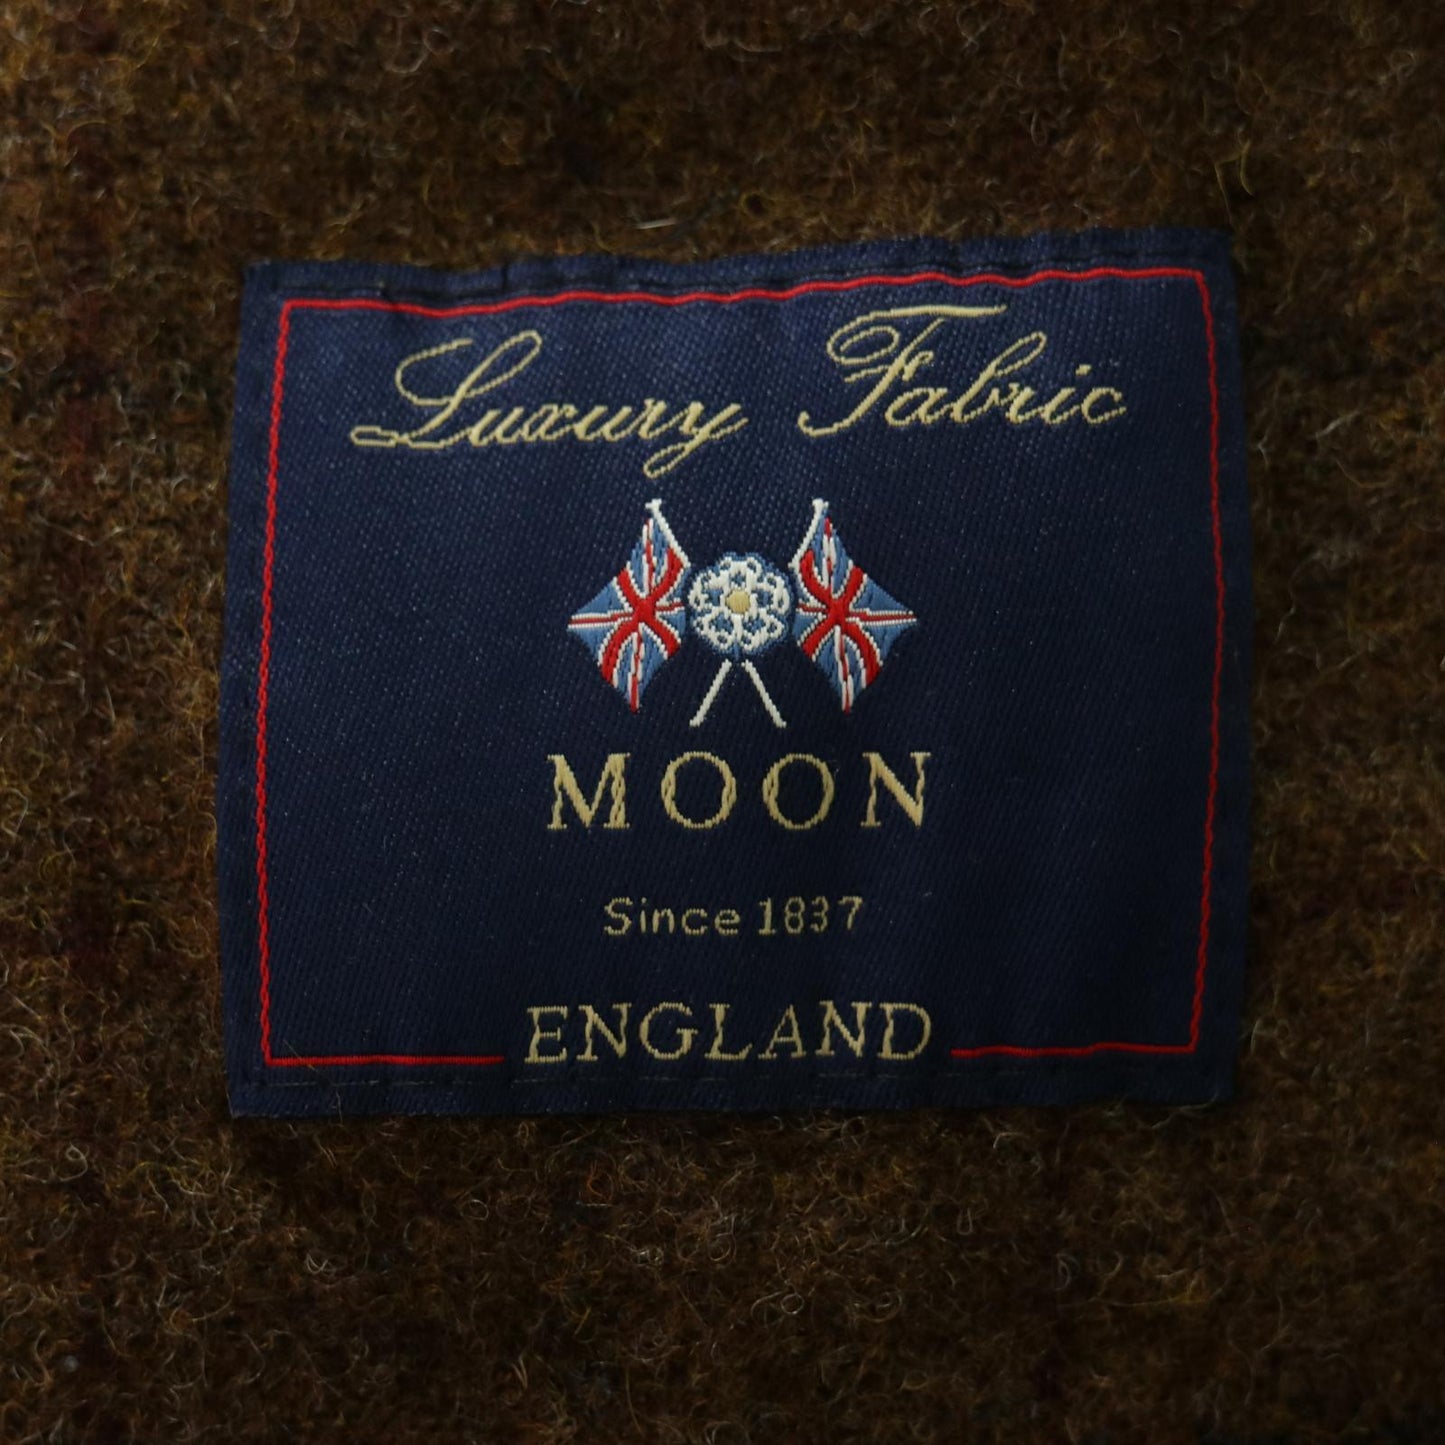 Luxury Fabric
MOON
Since 1837
ENGLAND